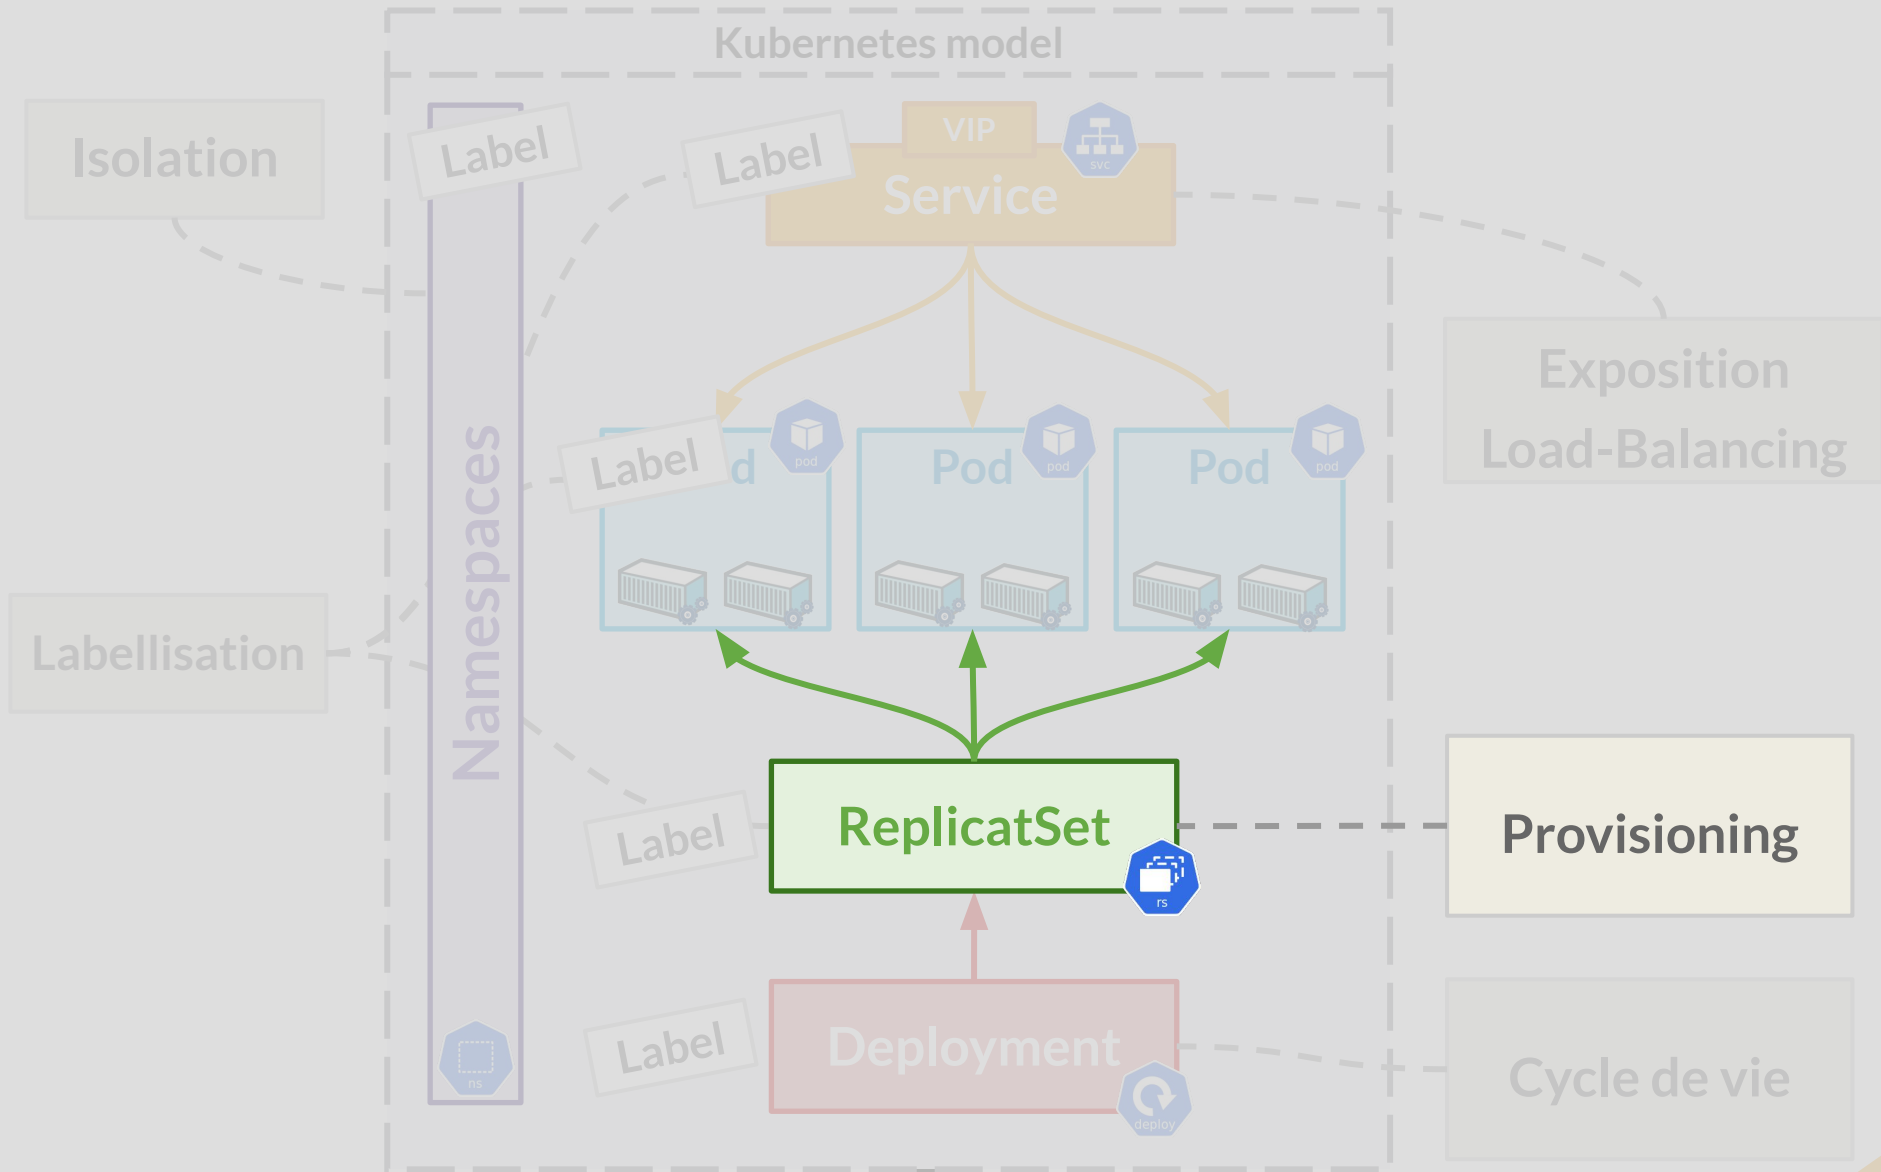 Kubernetes model
Isolation
Label
Label
VIP
svc
Service
Exposition
Load-Balancing
Label
d
pod
Pod
pod
Pod
pod
Namespaces
Labellisation
Label
ReplicatSet
rs
Provisioning
Label
Deployment
deploy
ns
Cycle de vie